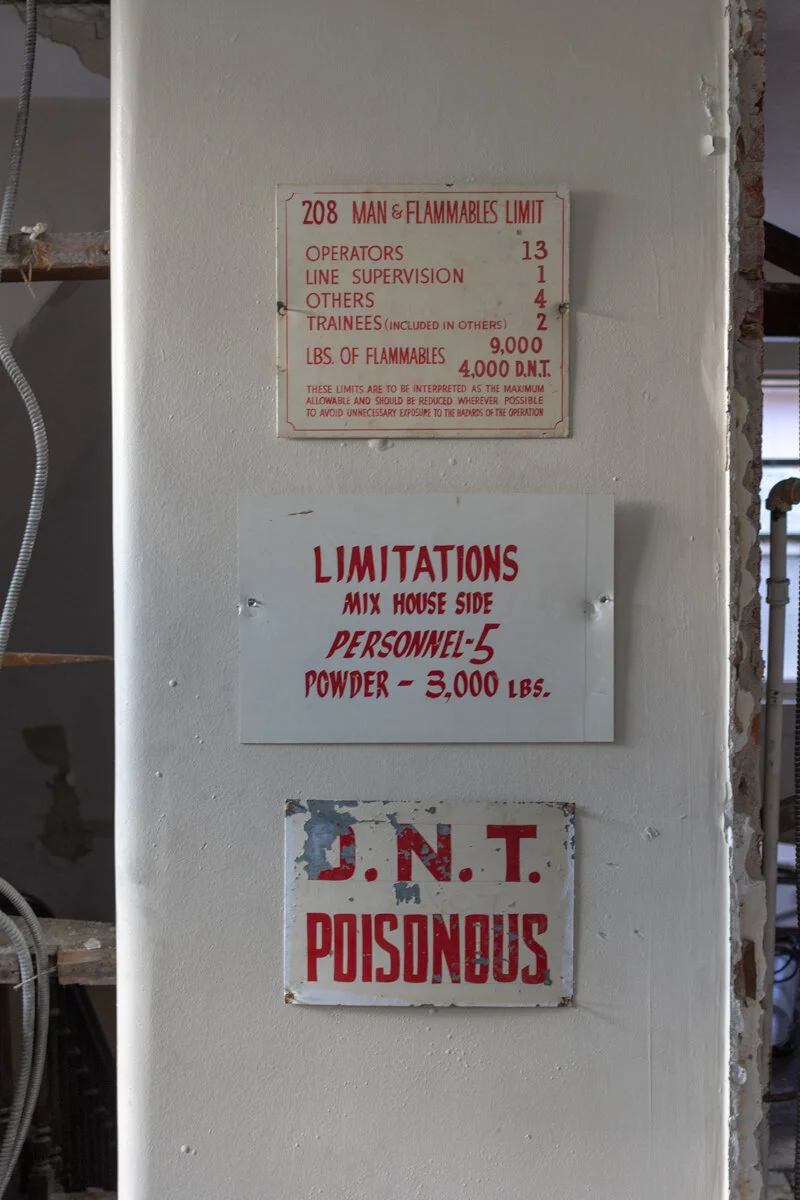 208 MAN & FLAMMABLES LIMIT
OPERATORS 13
LINE SUPERVISION 1
OTHERS 4
TRAINEES (INCLUDED IN OTHERS) 2
LBS. OF FLAMMABLES 9,000
4,000 D.N.T.
THESE LIMITS ARE TO BE INTERPRETED AS THE MAXIMUM
ALLOWABLE AND SHOULD BE REDUCED WHEREVER POSSIBLE
TO AVOID UNNECESSARY EXPOSURE TO THE HAZARDS OF THE OPERATION
LIMITATIONS
MIX HOUSE SIDE
PERSONNEL-5
POWDER - 3,000 LBS.
D.N.T.
POISONOUS